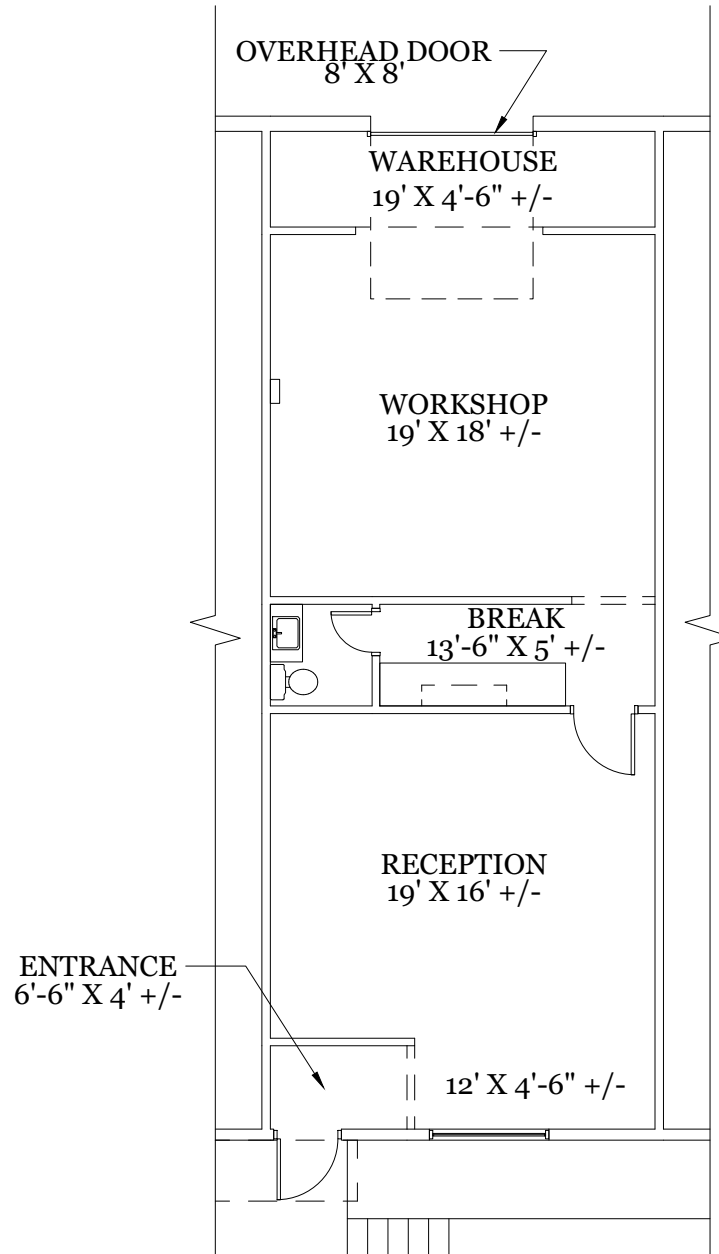 OVERHEAD DOOR
8' X 8'
WAREHOUSE
19' X 4'-6" +/-
WORKSHOP
19' X 18' +/-
BREAK
13'-6" X 5' +/-
RECEPTION
19' X 16' +/-
ENTRANCE
6'-6" X 4' +/-
12' X 4'-6" +/-